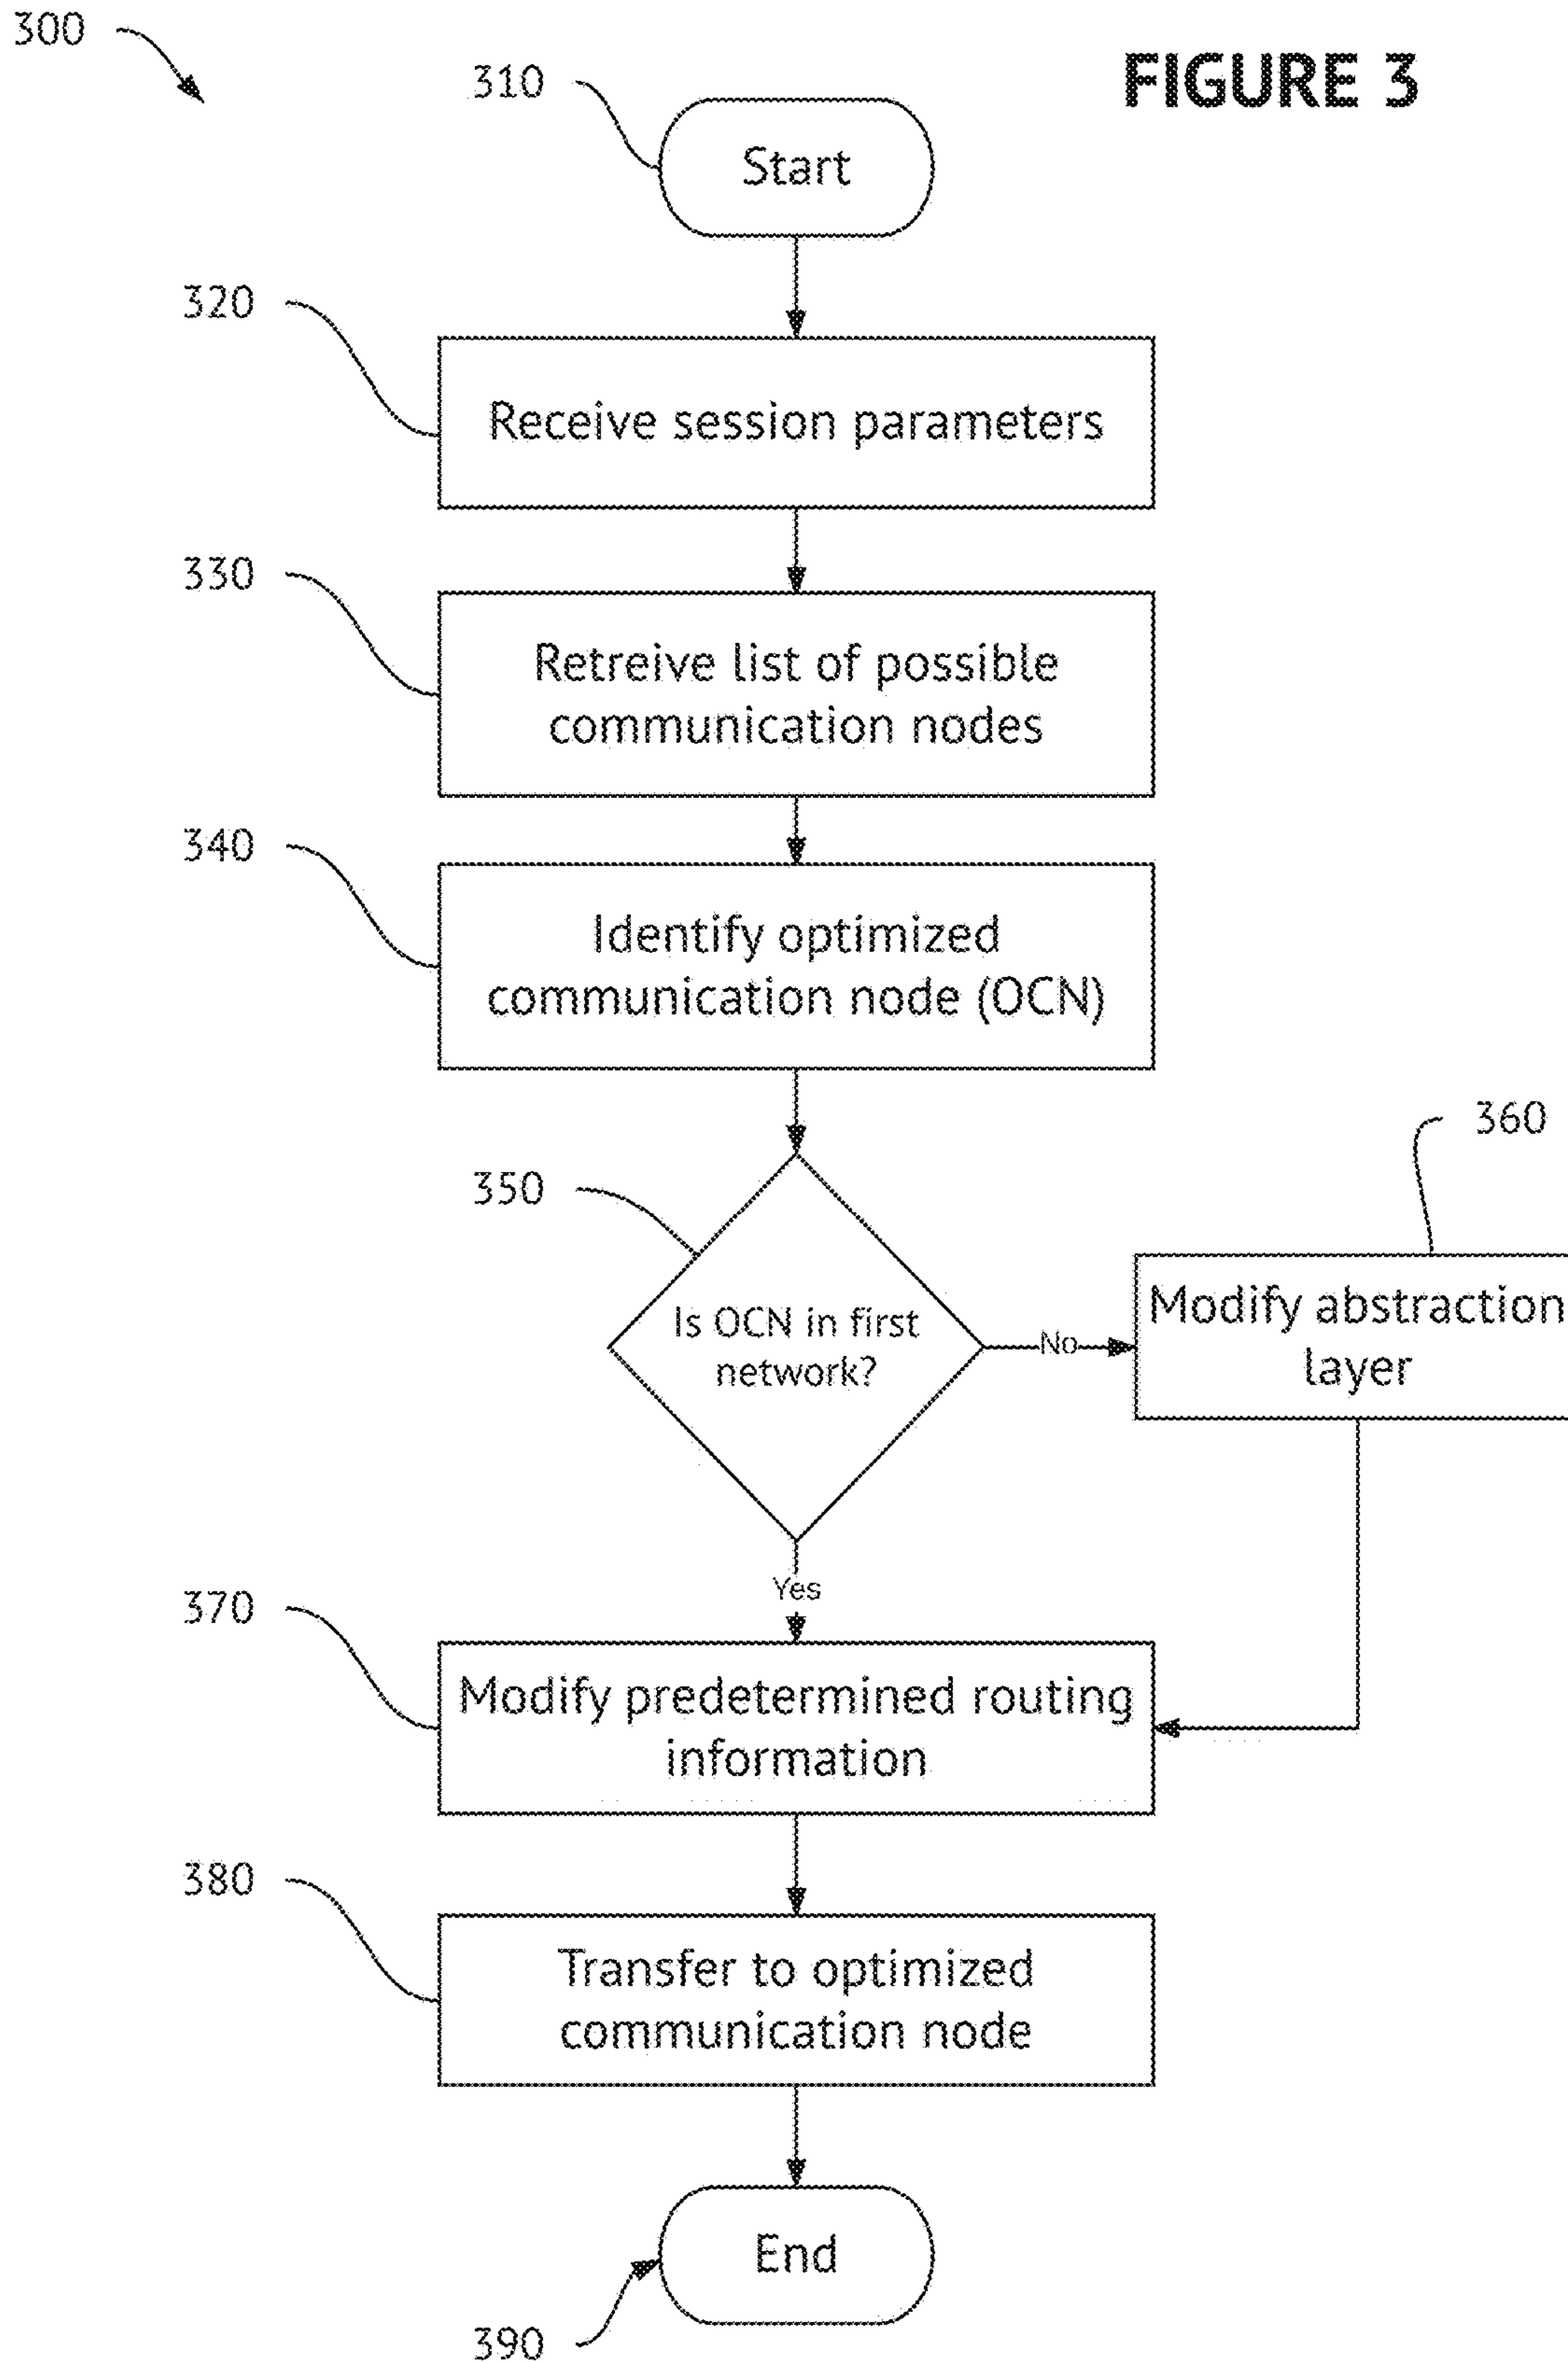 300
310
FIGURE 3
Start
320
Receive session parameters
330
Retreive list of possible
communication nodes
340
Identify optimized
communication node (OCN)
360
350
Is OCN in first
network?
No
Modify abstraction
layer
Yes
370
Modify predetermined routing
information
380
Transfer to optimized
communication node
End
390